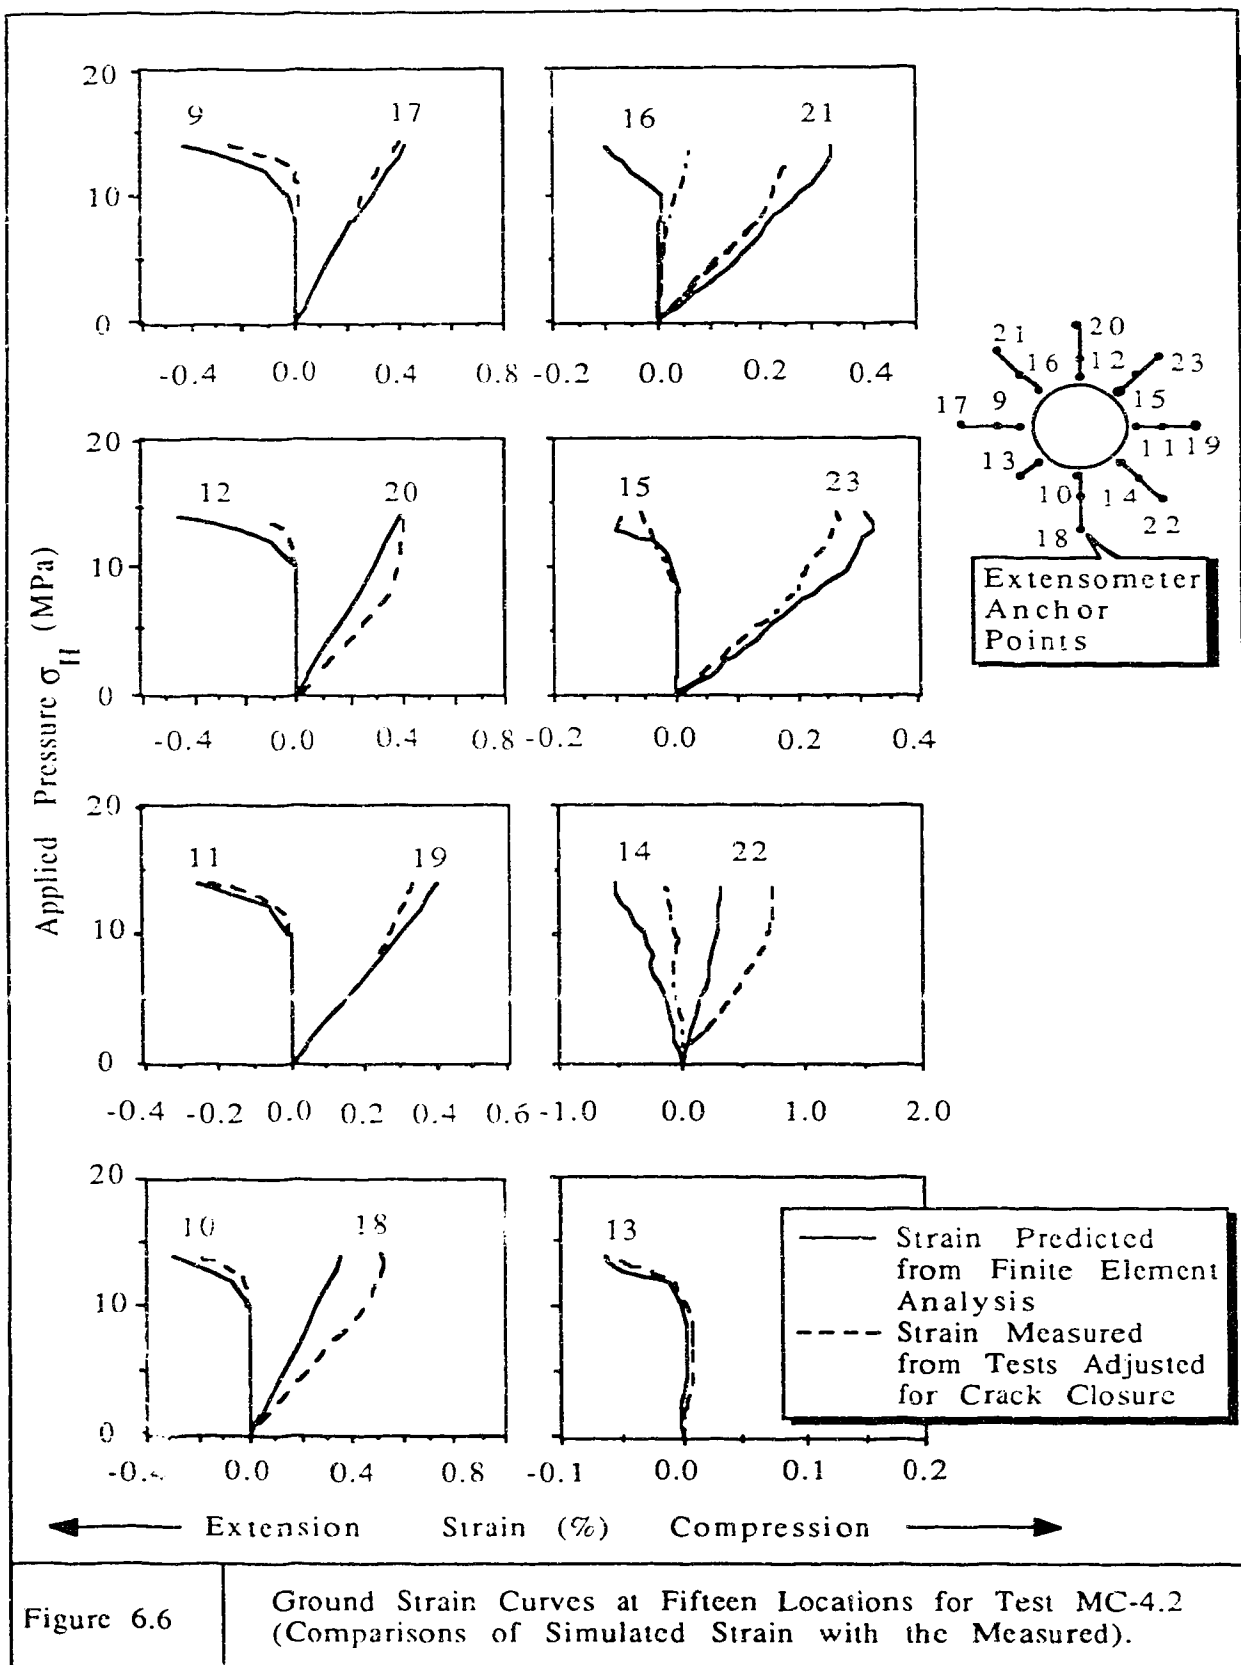 20
10
0
9
17
-0.4 0.0 0.4 0.8
16
21
-0.2 0.0 0.2 0.4
20
10
0
12
20
-0.4 0.0 0.4 0.8
15
23
-0.2 0.0 0.2 0.4
20
10
0
11
19
-0.4 -0.2 0.0 0.2 0.4 0.6
14
22
-1.0 0.0 1.0 2.0
20
10
0
10
18
0.0 0.4 0.8
13
-0.1 0.0 0.1 0.2
Applied Pressure σH (MPa)
21
20
16
12
23
17
9
15
13
11
19
10
14
18
22
Extensometer
Anchor
Points
Strain Predicted
from Finite Element
Analysis
Strain Measured
from Tests Adjusted
for Crack Closure
Extension Strain (%) Compression
Figure 6.6
Ground Strain Curves at Fifteen Locations for Test MC-4.2
(Comparisons of Simulated Strain with the Measured).